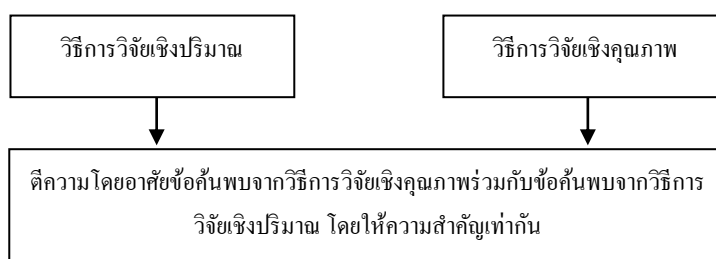 วิธีการวิจัยเชิงปริมาณ
วิธีการวิจัยเชิงคุณภาพ
ตีความโดยอาศัยข้อค้นพบจากวิธีการวิจัยเชิงคุณภาพร่วมกับข้อค้นพบจากวิธีการ
วิจัยเชิงปริมาณ โดยให้ความสำคัญเท่ากัน